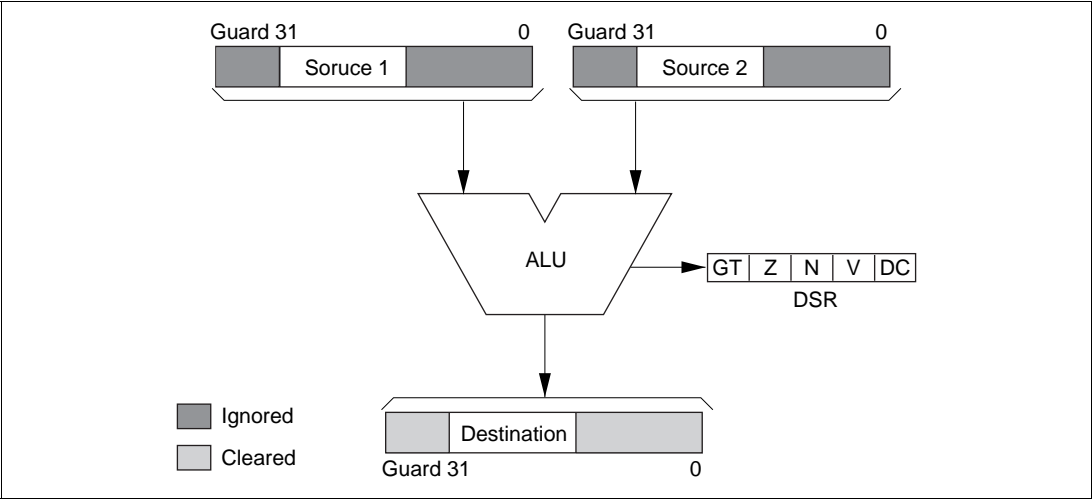 Guard 31 0 Guard 31 0
Soruce 1 Source 2
ALU
GT Z N V DC
DSR
Ignored
Destination
Cleared
Guard 31 0